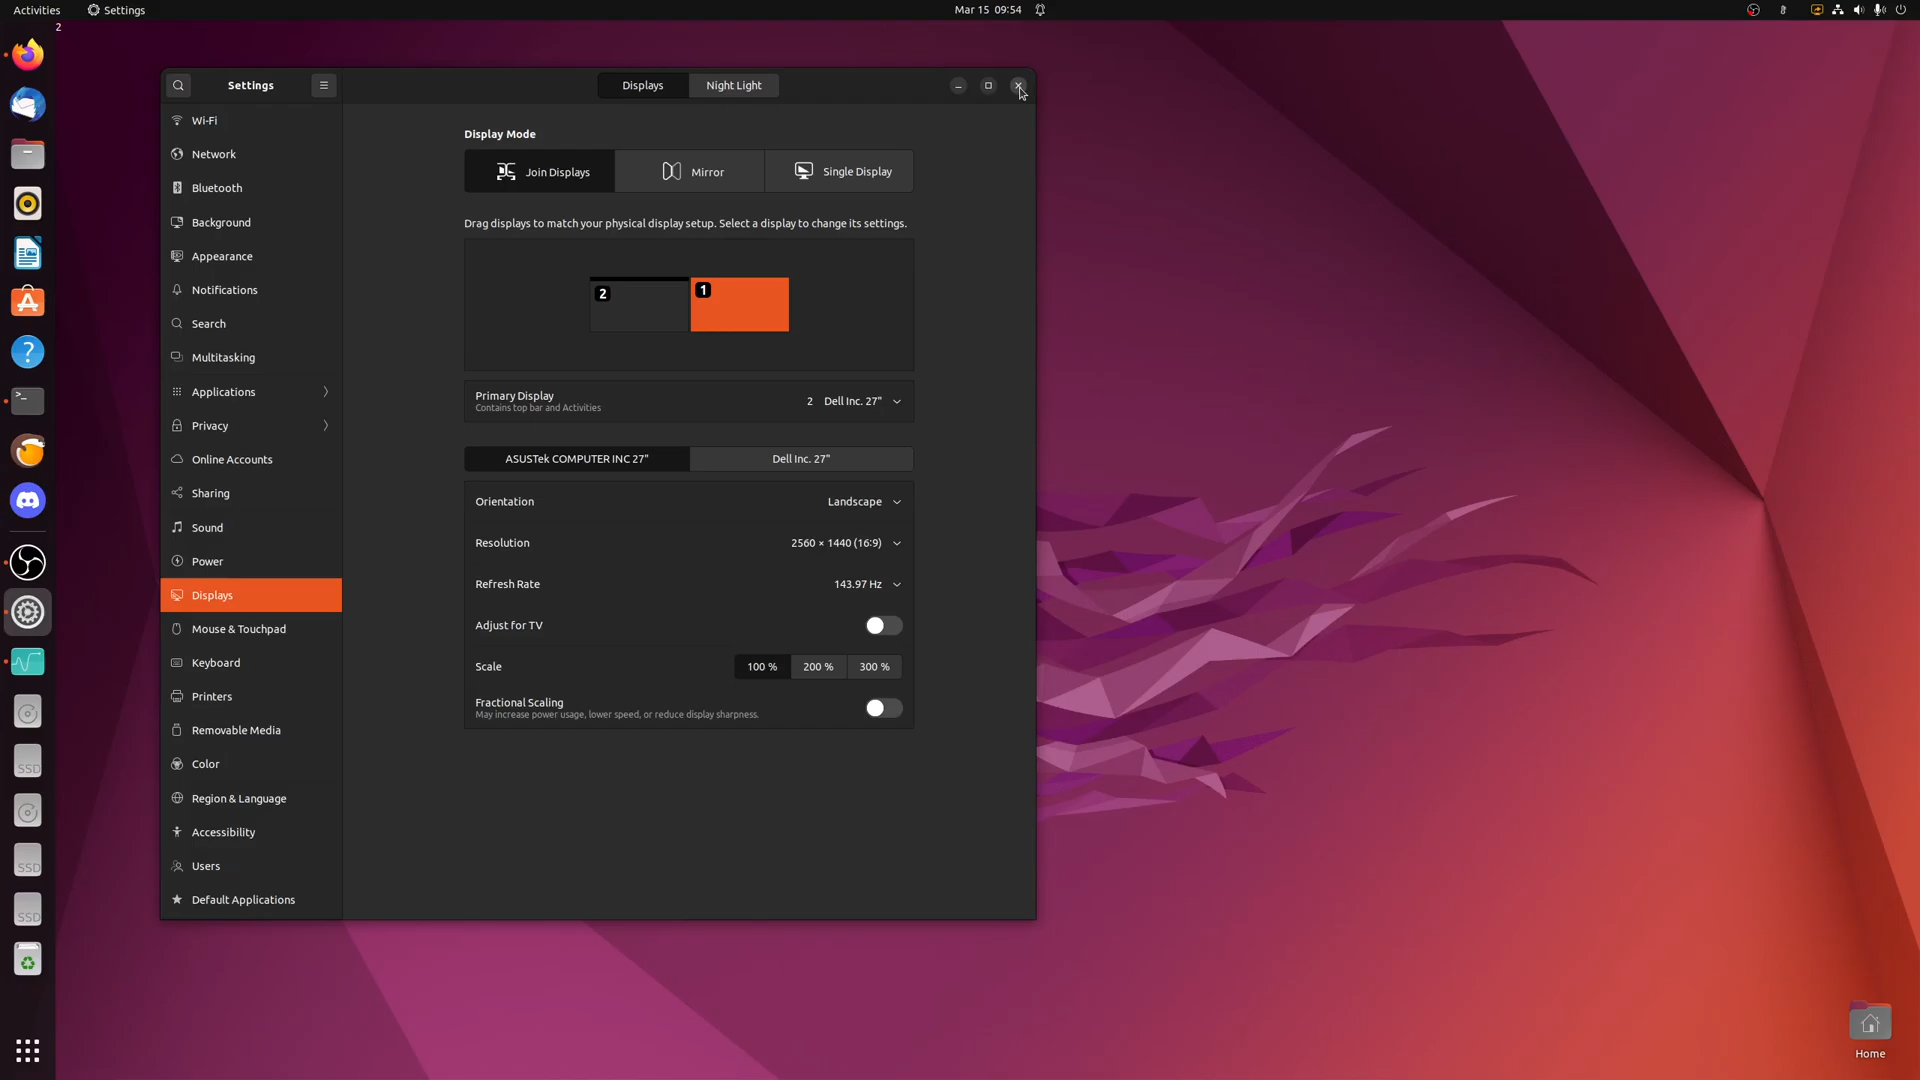 Activities
Settings
Mar 15 09:54
2
Settings
Displays
Night Light
Wi-Fi
Network
Bluetooth
Background
Appearance
Notifications
Search
Multitasking
Applications
Privacy
Online Accounts
Sharing
Sound
Power
Displays
Mouse & Touchpad
Keyboard
Printers
Removable Media
Color
Region & Language
Accessibility
Users
Default Applications
Display Mode
Join Displays
Mirror
Single Display
Drag displays to match your physical display setup. Select a display to change its settings.
2
1
Primary Display
Contains top bar and Activities
2 Dell Inc. 27"
ASUSTek COMPUTER INC 27"
Dell Inc. 27"
Orientation
Landscape
Resolution
2560 × 1440 (16:9)
Refresh Rate
143.97 Hz
Adjust for TV
Scale
100 %
200 %
300 %
Fractional Scaling
May increase power usage, lower speed, or reduce display sharpness.
SSD
SSD
SSD
Home